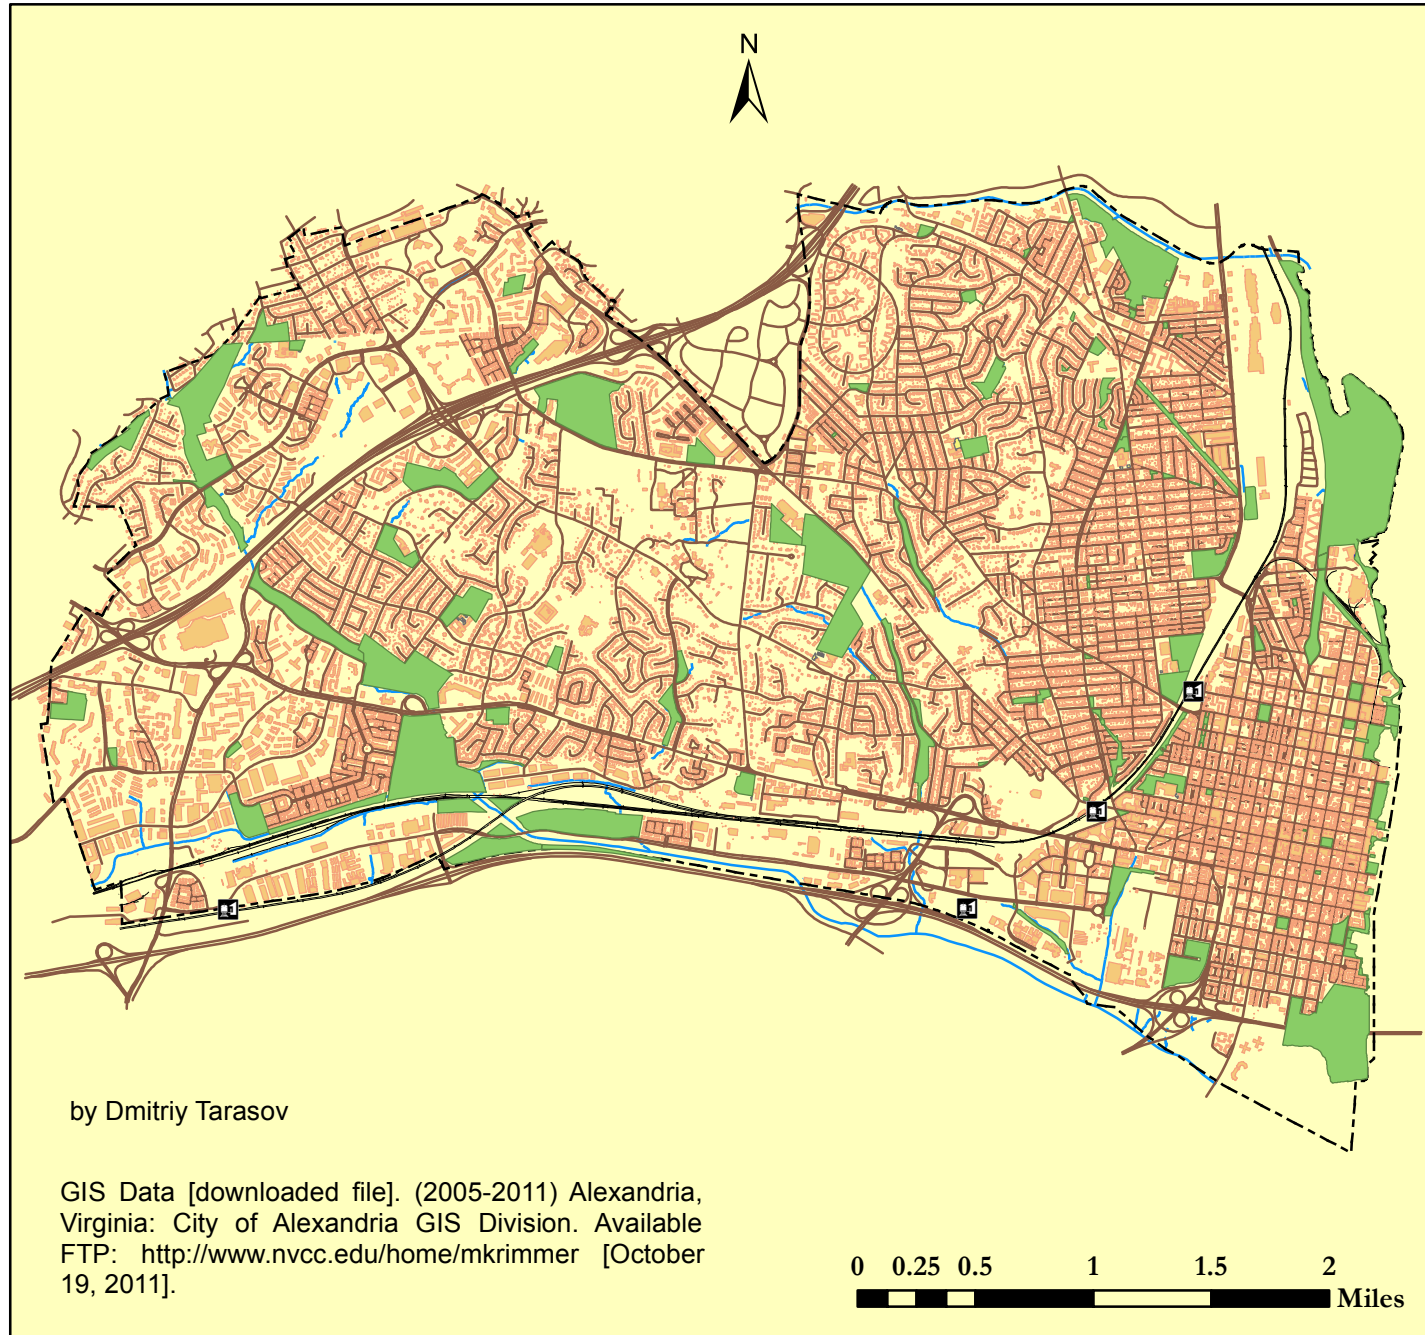 N
by Dmitriy Tarasov
GIS Data [downloaded file]. (2005-2011) Alexandria,
Virginia: City of Alexandria GIS Division. Available
FTP: http://www.nvcc.edu/home/mkrimmer [October
19, 2011].
0 0.25 0.5 1 1.5 2
Miles